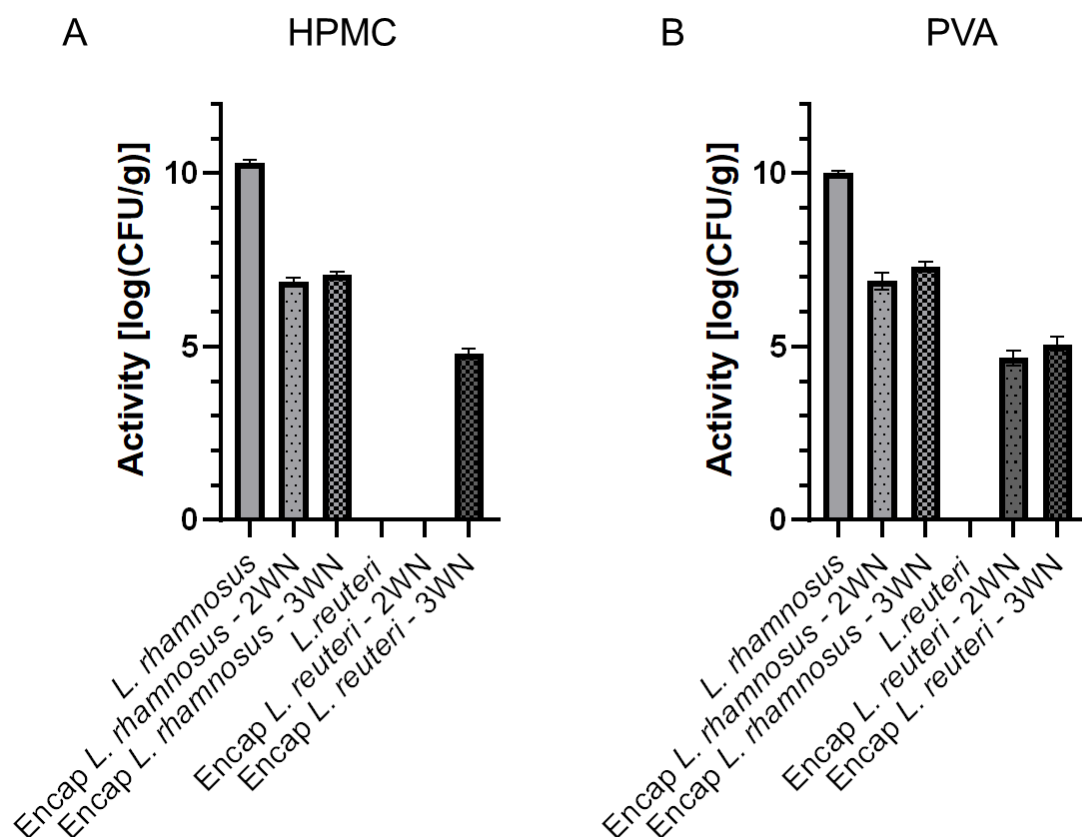 A
HPMC
Activity [log(CFU/g)]
10
5
0
L. rhamnosus
Encap L. rhamnosus - 2WN
Encap L. rhamnosus - 3WN
L.reuteri
Encap L. reuteri - 2WN
Encap L. reuteri - 3WN
B
PVA
Activity [log(CFU/g)]
10
5
0
L. rhamnosus
Encap L. rhamnosus - 2WN
Encap L. rhamnosus - 3WN
L.reuteri
Encap L. reuteri - 2WN
Encap L. reuteri - 3WN